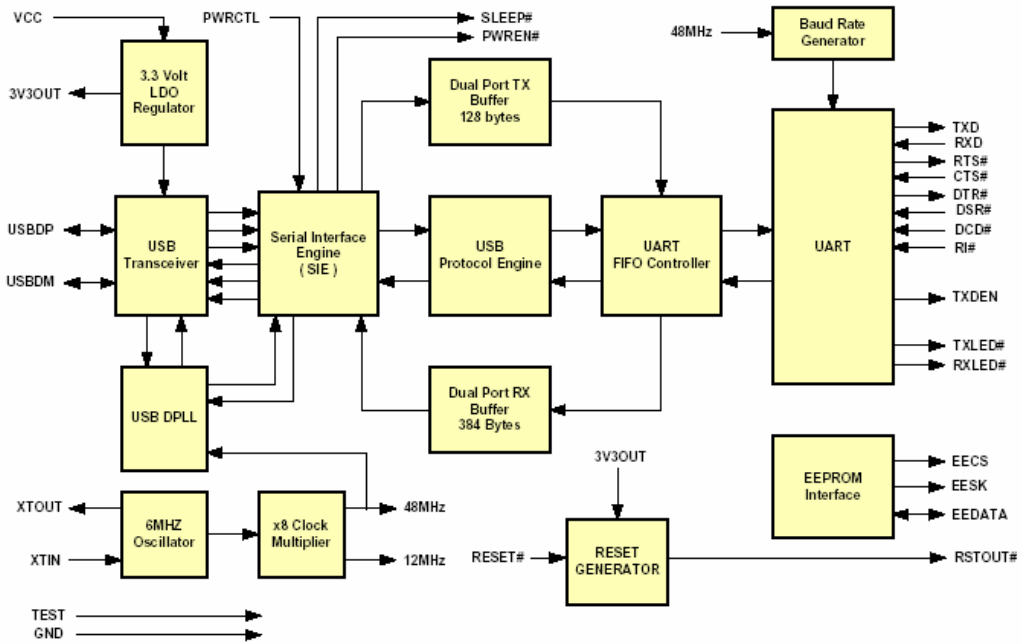 VCC
PWRCTL
SLEEP#
PWREN#
48MHz
Baud Rate
Generator
3.3 Volt
LDO
Regulator
3V3OUT
Dual Port TX
Buffer
128 bytes
TXD
RXD
RTS#
CTS#
DTR#
DSR#
DCD#
RI#
TXDEN
TXLED#
RXLED#
USBDP
USBDM
USB
Transceiver
Serial Interface
Engine
( SIE )
USB
Protocol Engine
UART
FIFO Controller
UART
USB DPLL
Dual Port RX
Buffer
384 Bytes
3V3OUT
EEPROM
Interface
EECS
EESK
EEDATA
XTOUT
XTIN
6MHZ
Oscillator
x8 Clock
Multiplier
48MHz
12MHz
RESET#
RESET
GENERATOR
RSTOUT#
TEST
GND